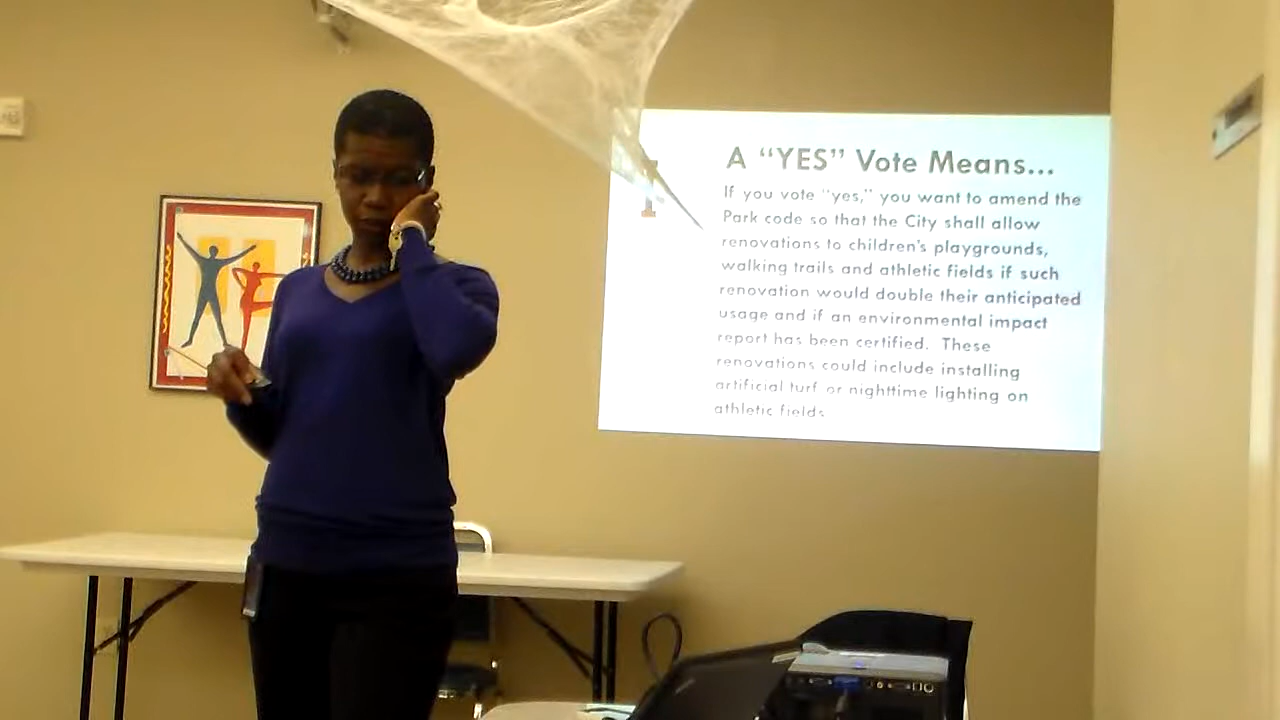 A “YES” Vote Means...
If you vote “yes,” you want to amend the
Park code so that the City shall allow
renovations to children's playgrounds,
walking trails and athletic fields if such
renovation would double their anticipated
usage and if an environmental impact
report has been certified. These
renovations could include installing
artificial turf or nighttime lighting on
athletic fields